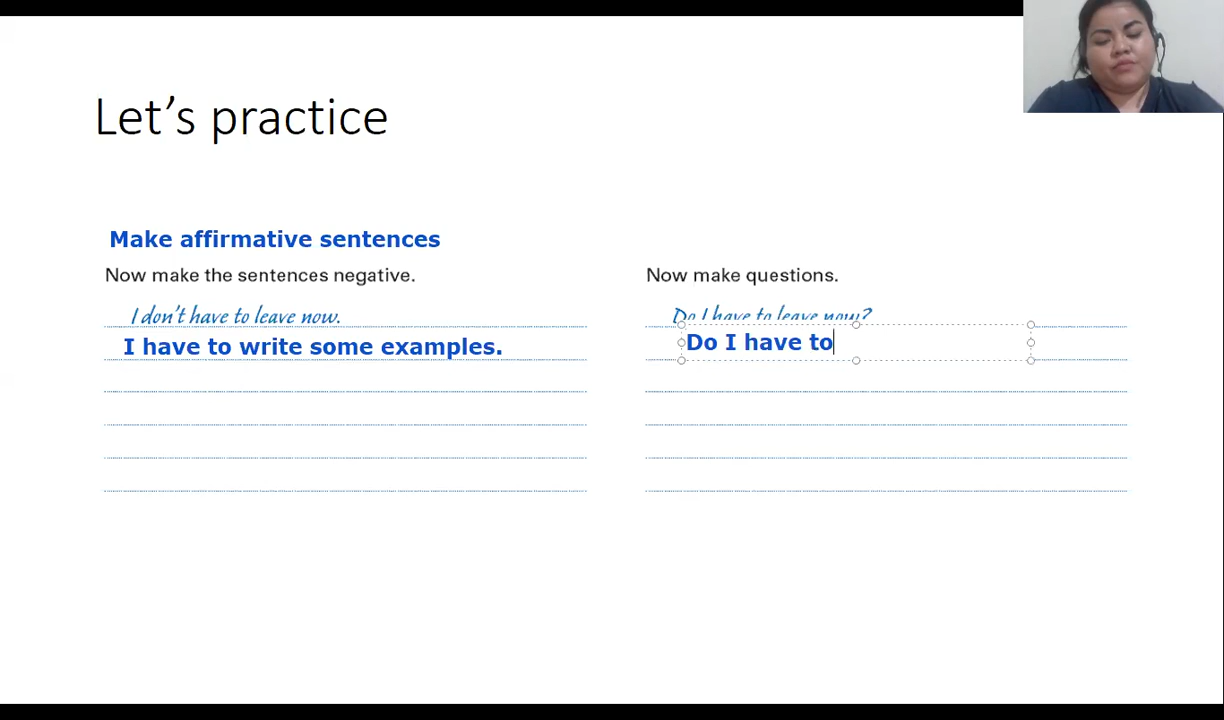 Let's practice
Make affirmative sentences
Now make the sentences negative.
I don't have to leave now.
I have to write some examples.
Now make questions.
Do I have to leave now?
Do I have to